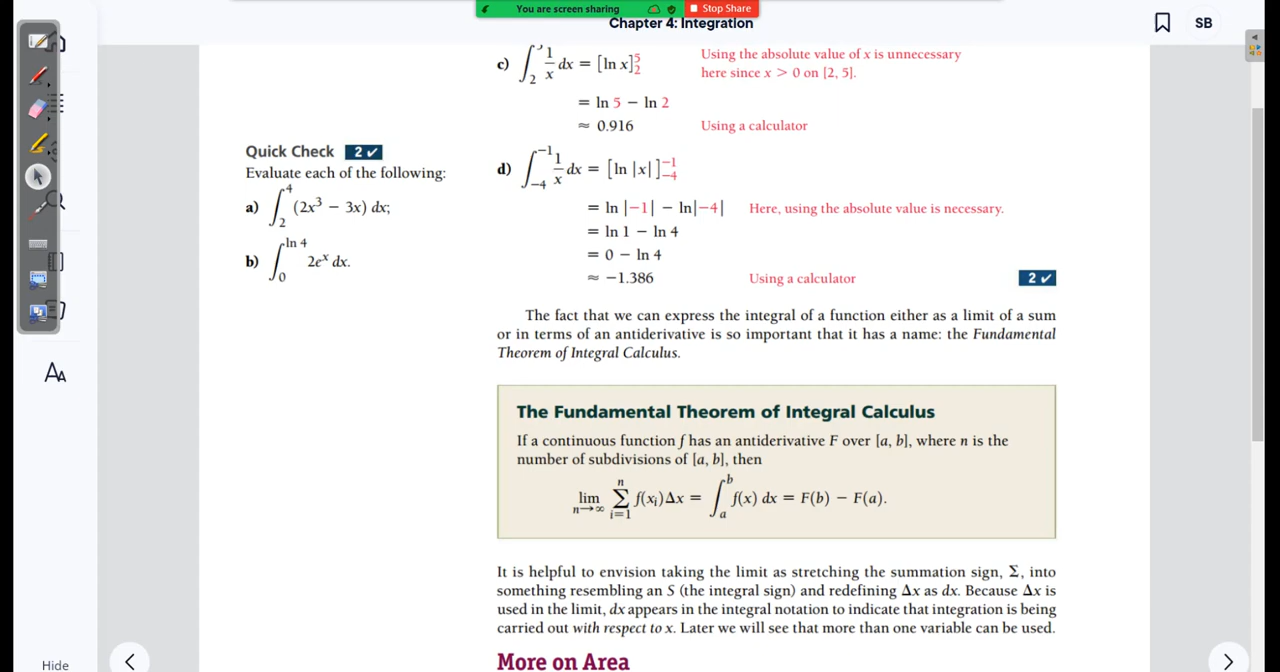 You are screen sharing
Stop Share
Chapter 4: Integration
SB
c) ∫₂⁵ 1/x dx = [ln x]₂⁵
Using the absolute value of x is unnecessary
here since x > 0 on [2, 5].
= ln 5 − ln 2
≈ 0.916
Using a calculator
Quick Check 2 ✓
Evaluate each of the following:
a) ∫₂⁴ (2x³ − 3x) dx;
b) ∫₀^(ln 4) 2eˣ dx.
d) ∫₋₄⁻¹ 1/x dx = [ln |x|]₋₄⁻¹
= ln |−1| − ln|−4|
Here, using the absolute value is necessary.
= ln 1 − ln 4
= 0 − ln 4
≈ −1.386
Using a calculator
2 ✓
The fact that we can express the integral of a function either as a limit of a sum
or in terms of an antiderivative is so important that it has a name: the Fundamental
Theorem of Integral Calculus.
The Fundamental Theorem of Integral Calculus
If a continuous function f has an antiderivative F over [a, b], where n is the
number of subdivisions of [a, b], then
lim n→∞ Σ i=1 n f(xᵢ)Δx = ∫ₐᵇ f(x) dx = F(b) − F(a).
It is helpful to envision taking the limit as stretching the summation sign, Σ, into
something resembling an S (the integral sign) and redefining Δx as dx. Because Δx is
used in the limit, dx appears in the integral notation to indicate that integration is being
carried out with respect to x. Later we will see that more than one variable can be used.
More on Area
AA
Hide